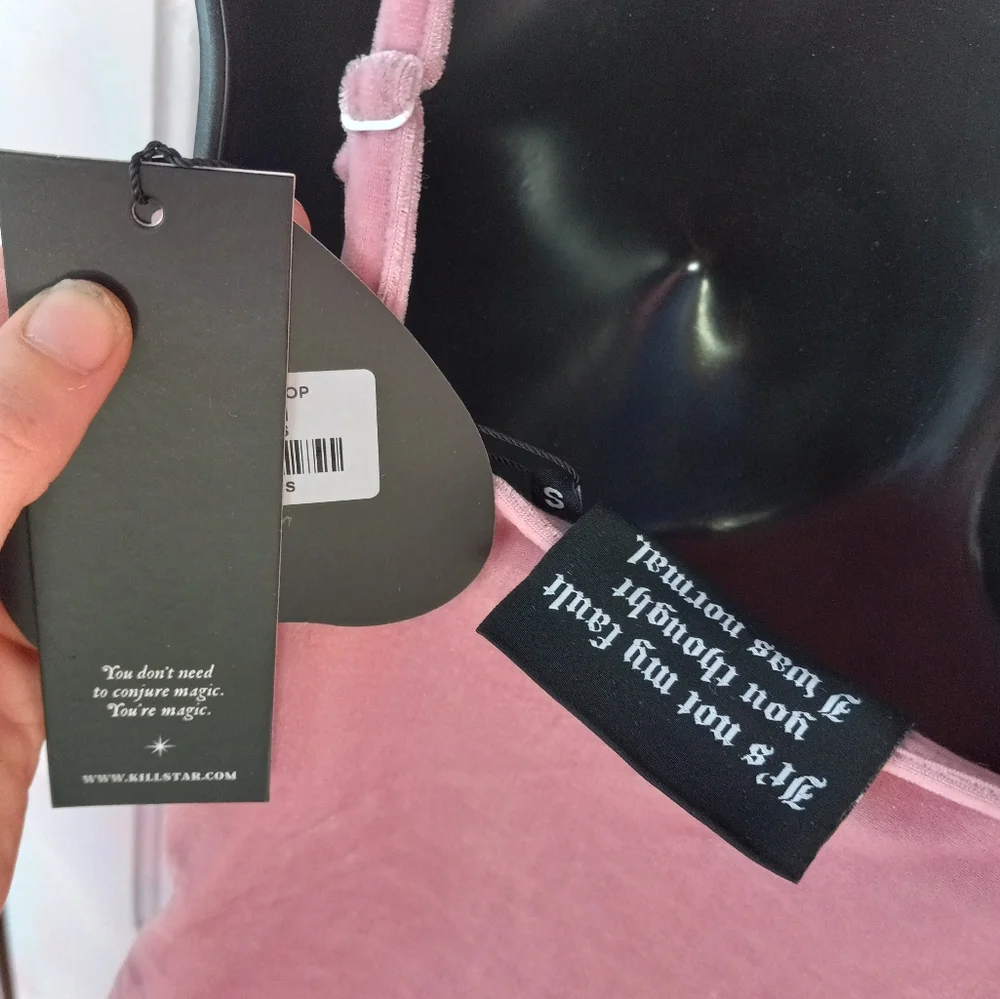 You don't need
to conjure magic.
You're magic.
WWW.KILLSTAR.COM
OP
S
S
S
It's not my fault
you thought
I was normal.